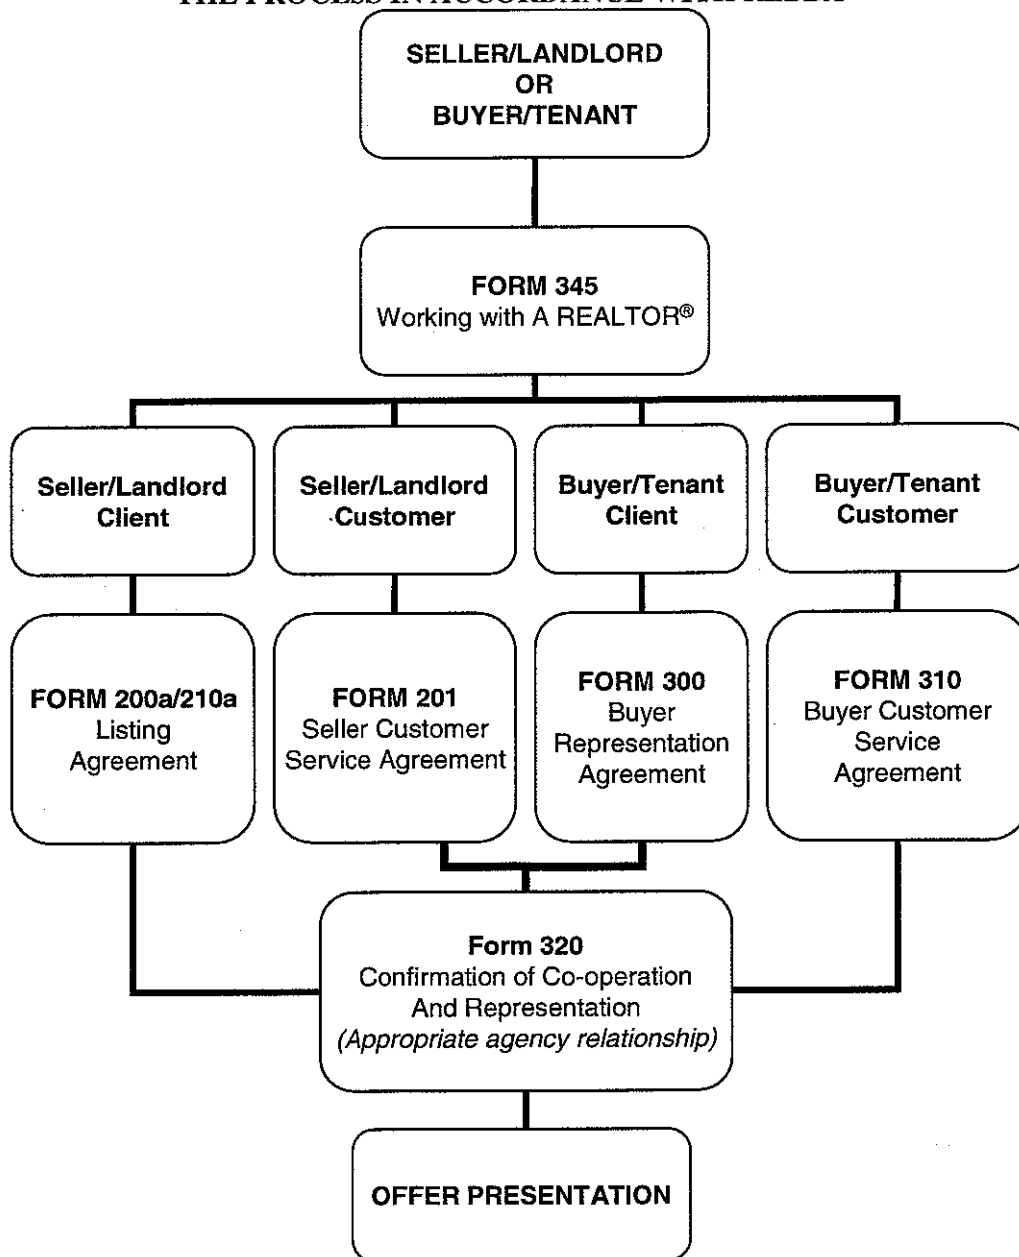 SELLER/LANDLORD
OR
BUYER/TENANT
FORM 345
Working with A REALTOR®
Seller/Landlord
Client
Seller/Landlord
Customer
Buyer/Tenant
Client
Buyer/Tenant
Customer
FORM 200a/210a
Listing
Agreement
FORM 201
Seller Customer
Service Agreement
FORM 300
Buyer
Representation
Agreement
FORM 310
Buyer Customer
Service
Agreement
Form 320
Confirmation of Co-operation
And Representation
(Appropriate agency relationship)
OFFER PRESENTATION